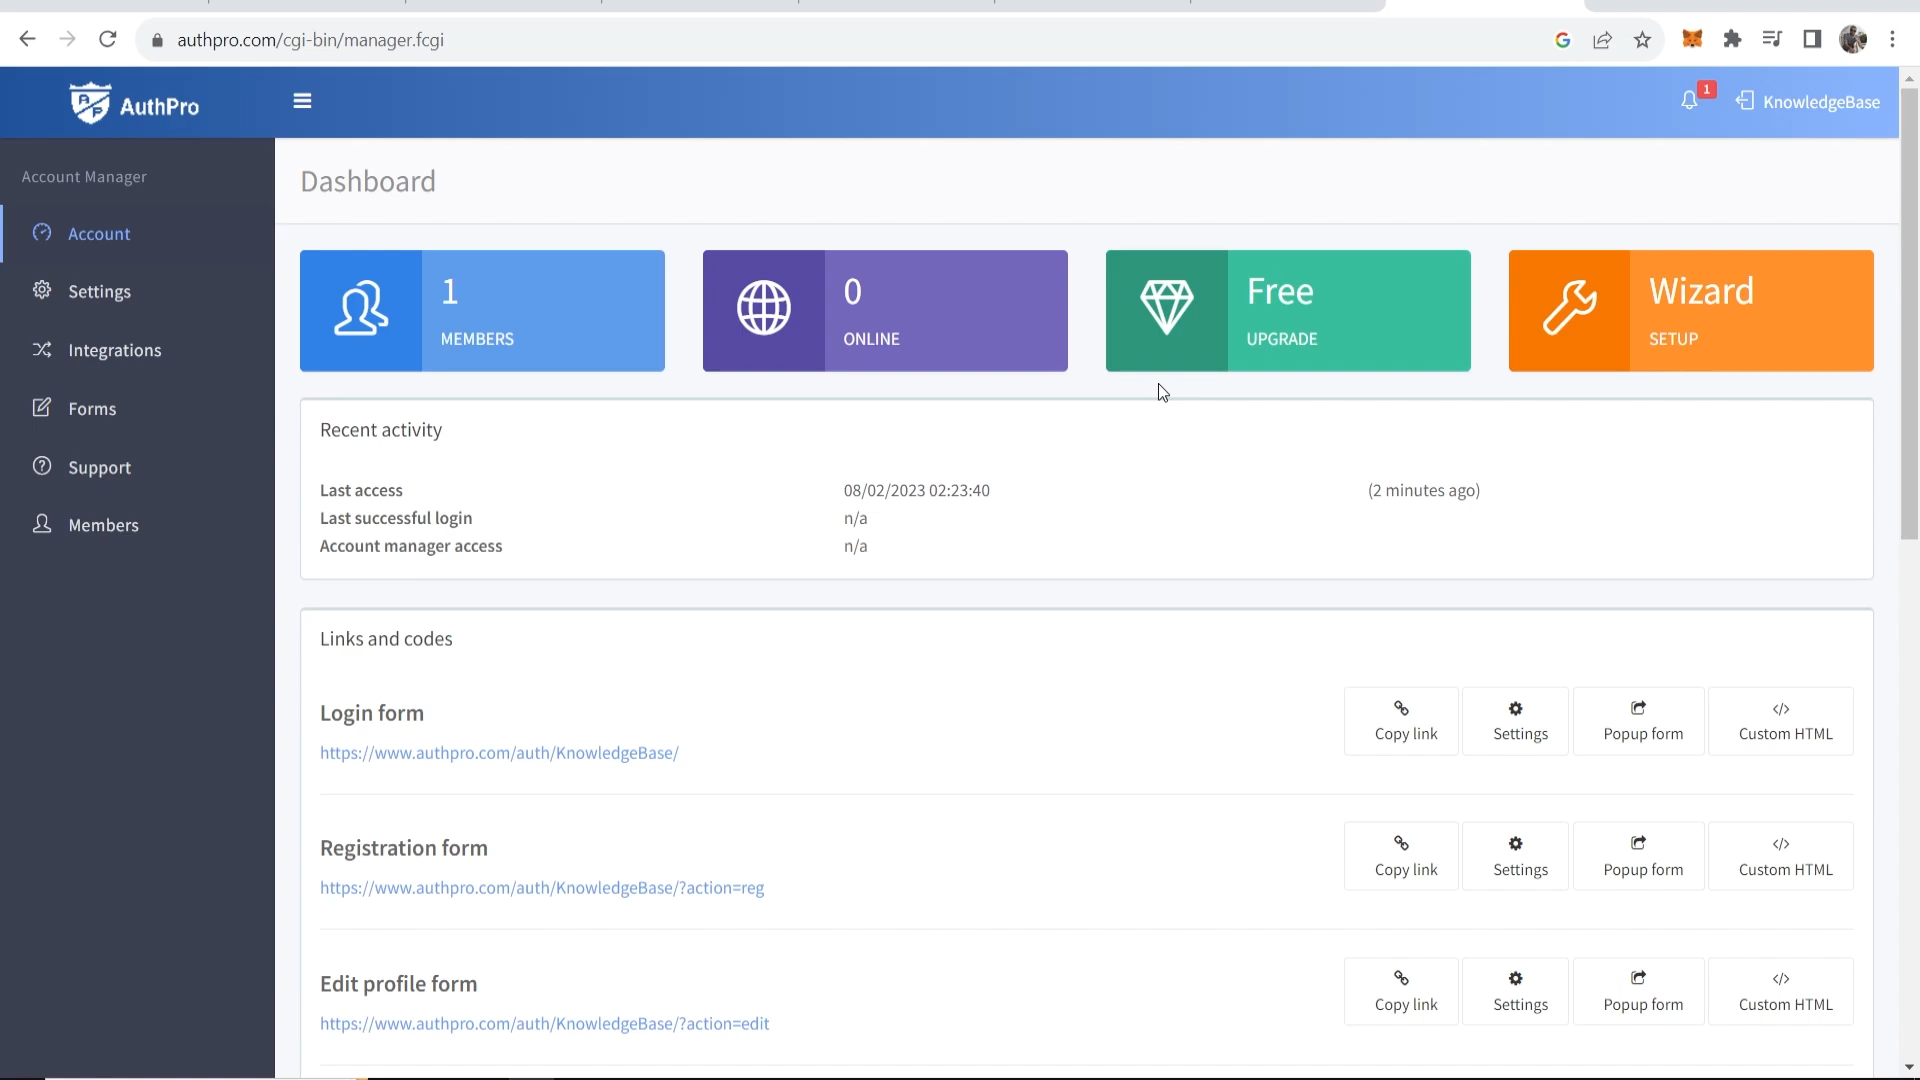 authpro.com/cgi-bin/manager.fcgi
AuthPro
1
KnowledgeBase
Account Manager
Account
Settings
Integrations
Forms
Support
Members
Dashboard
1
MEMBERS
0
ONLINE
Free
UPGRADE
Wizard
SETUP
Recent activity
Last access 08/02/2023 02:23:40 (2 minutes ago)
Last successful login n/a
Account manager access n/a
Links and codes
Login form
https://www.authpro.com/auth/KnowledgeBase/
Copy link Settings Popup form Custom HTML
Registration form
https://www.authpro.com/auth/KnowledgeBase/?action=reg
Copy link Settings Popup form Custom HTML
Edit profile form
https://www.authpro.com/auth/KnowledgeBase/?action=edit
Copy link Settings Popup form Custom HTML